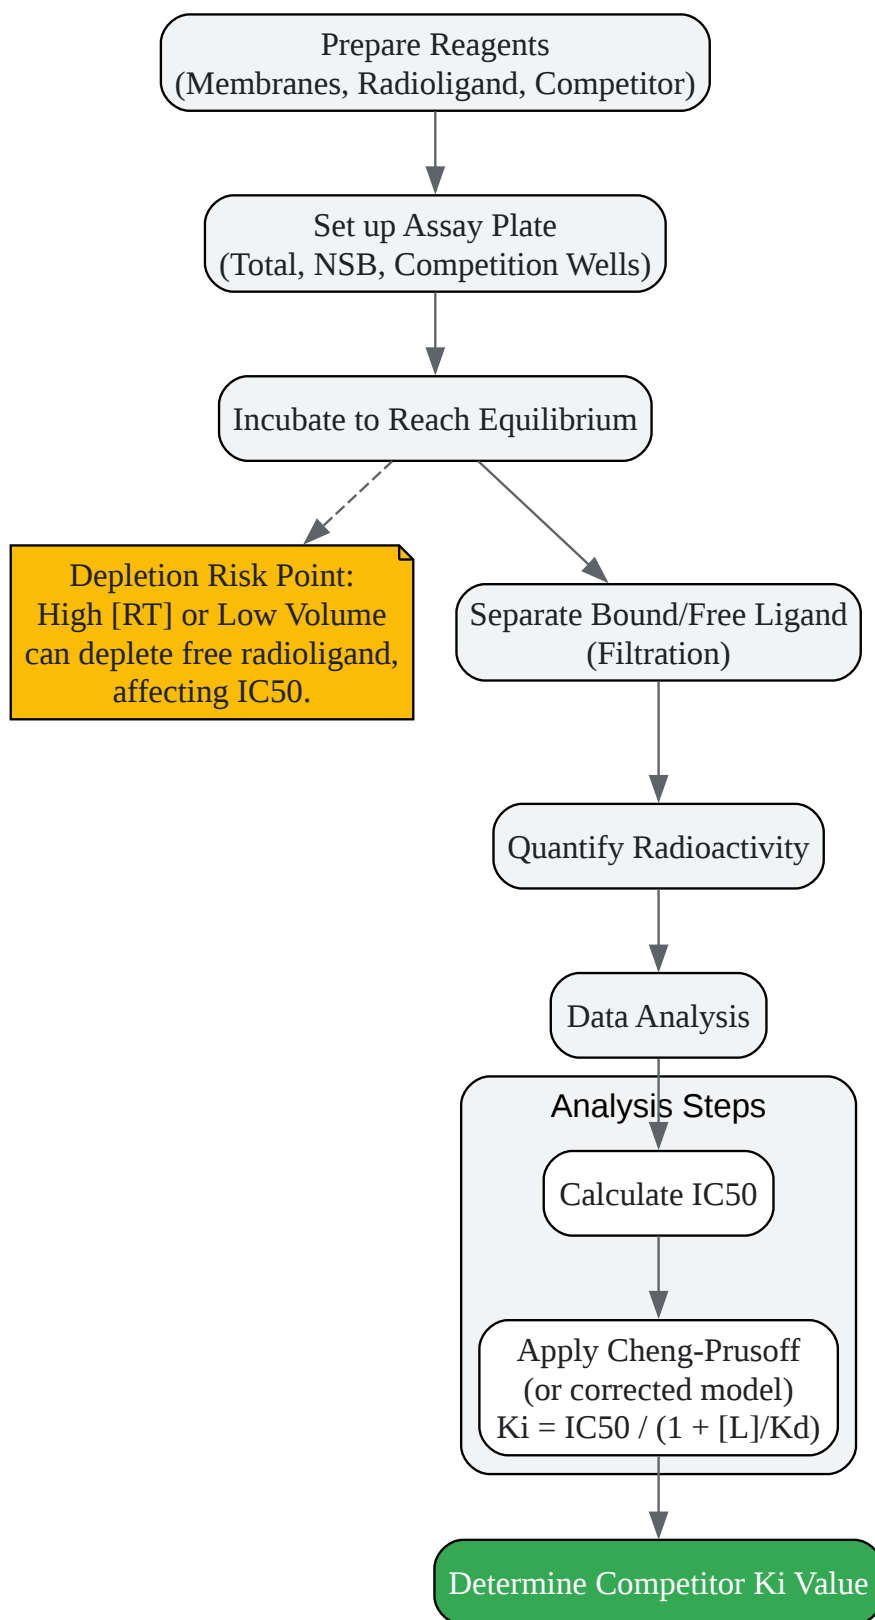 Prepare Reagents
(Membranes, Radioligand, Competitor)
Set up Assay Plate
(Total, NSB, Competition Wells)
Incubate to Reach Equilibrium
Depletion Risk Point:
High [RT] or Low Volume
can deplete free radioligand,
affecting IC50.
Separate Bound/Free Ligand
(Filtration)
Quantify Radioactivity
Data Analysis
Analysis Steps
Calculate IC50
Apply Cheng-Prusoff
(or corrected model)
Ki = IC50 / (1 + [L]/Kd)
Determine Competitor Ki Value